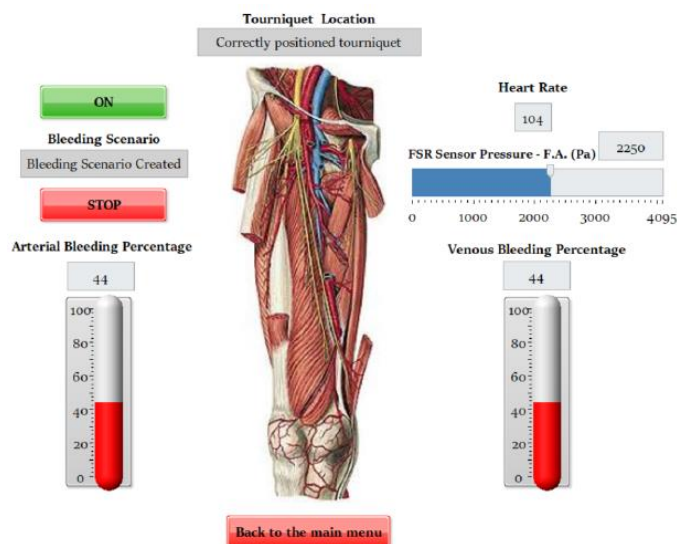 Tourniquet Location
Correctly positioned tourniquet
ON
Bleeding Scenario
Bleeding Scenario Created
STOP
Heart Rate
104
FSR Sensor Pressure - F.A. (Pa)
2250
0 1000 2000 3000 4095
Arterial Bleeding Percentage
44
100
80
60
40
20
0
Venous Bleeding Percentage
44
100
80
60
40
20
0
Back to the main menu